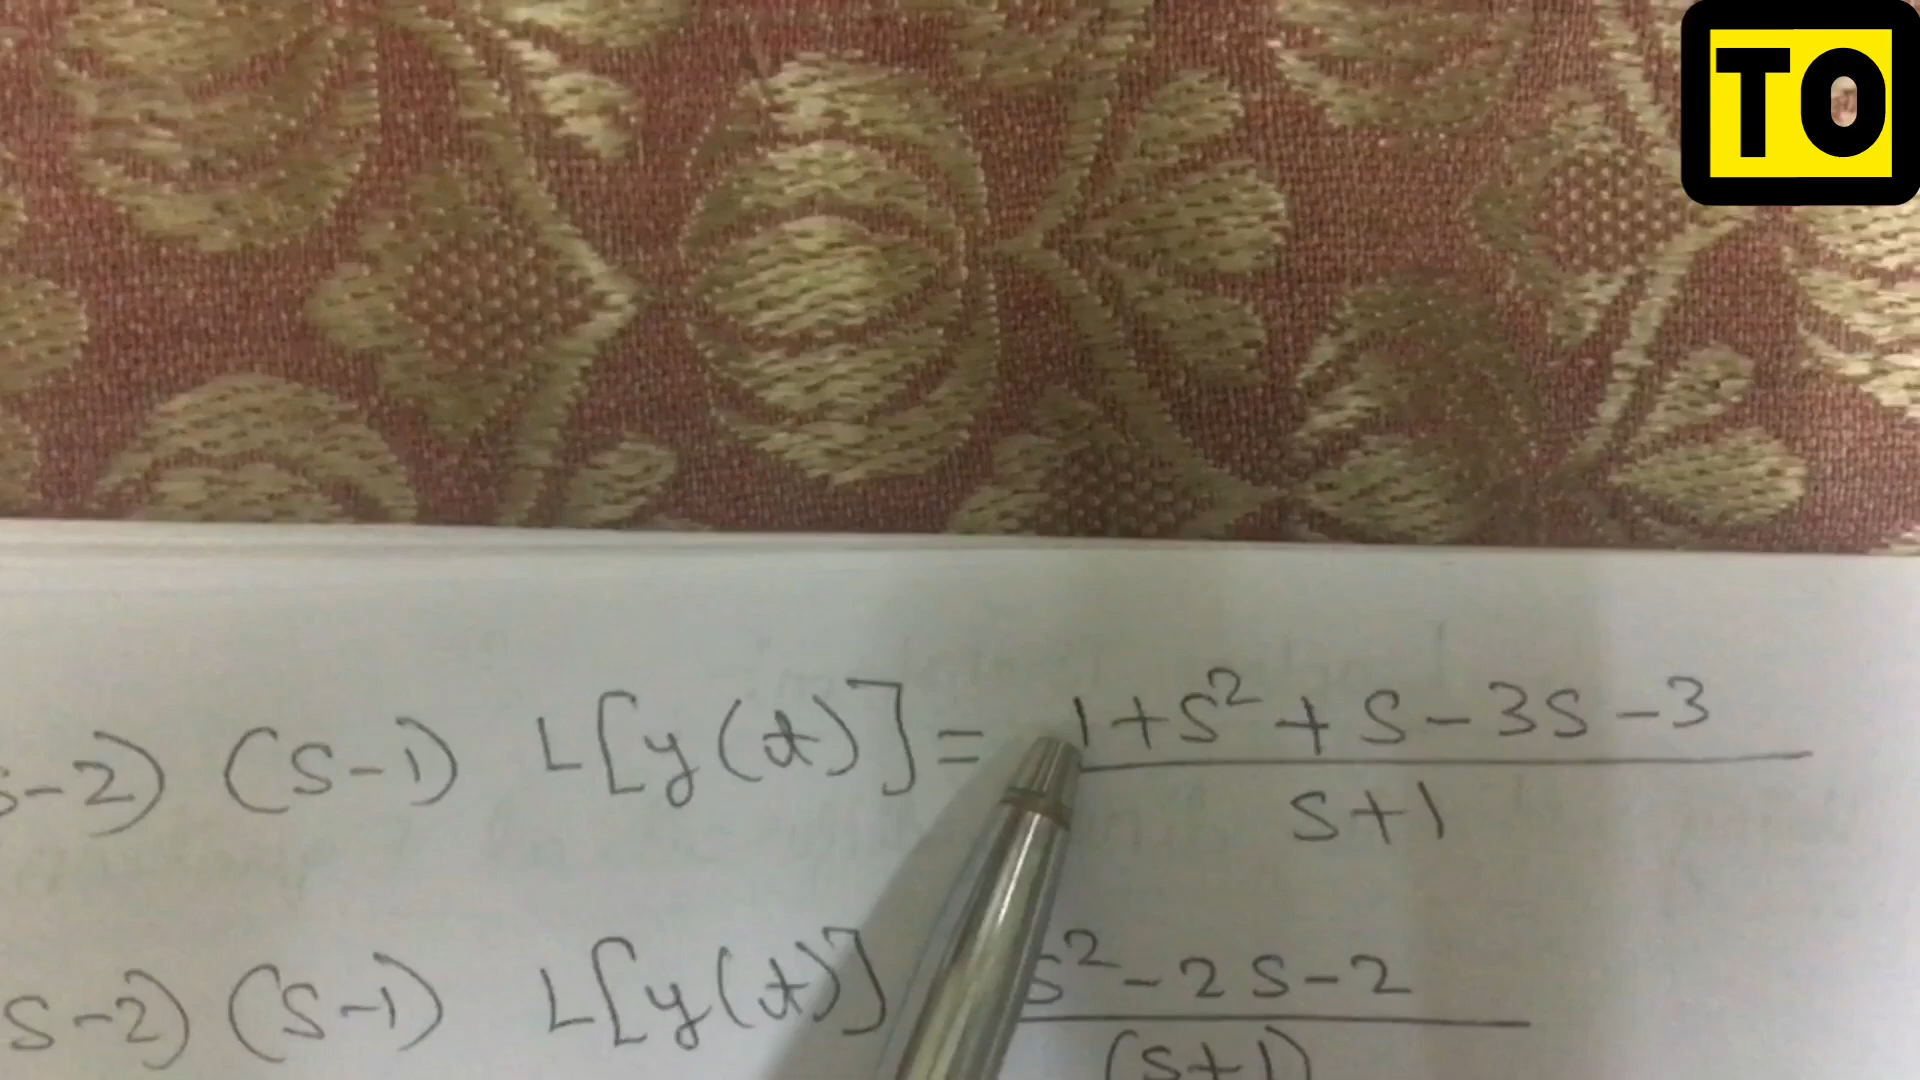 TO
s-2) (S-1) L[y(t)] = 1+S²+S-3S-3
S+1
S-2) (S-1) L[y(t)] S²-2S-2
(S+1)